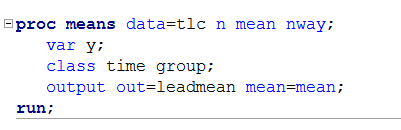 proc means data=tlc n mean nway;
var y;
class time group;
output out=leadmean mean=mean;
run;